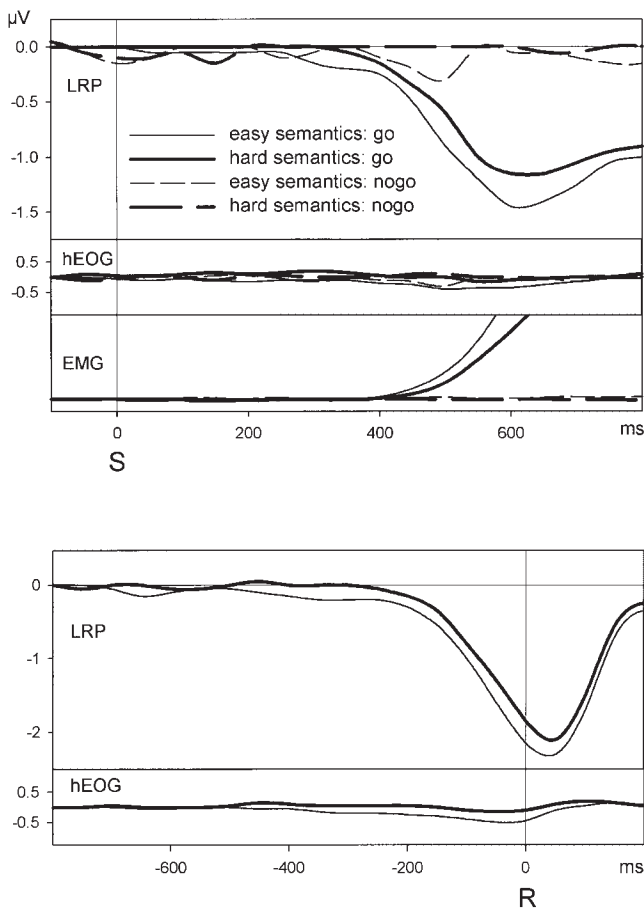 µV
0.0
LRP
-0.5
easy semantics: go
-1.0
hard semantics: go
easy semantics: nogo
-1.5
hard semantics: nogo
hEOG
0.5
-0.5
EMG
0 200 400 600 ms
S
0
LRP
-1
-2
hEOG
0.5
-0.5
-600 -400 -200 0 ms
R